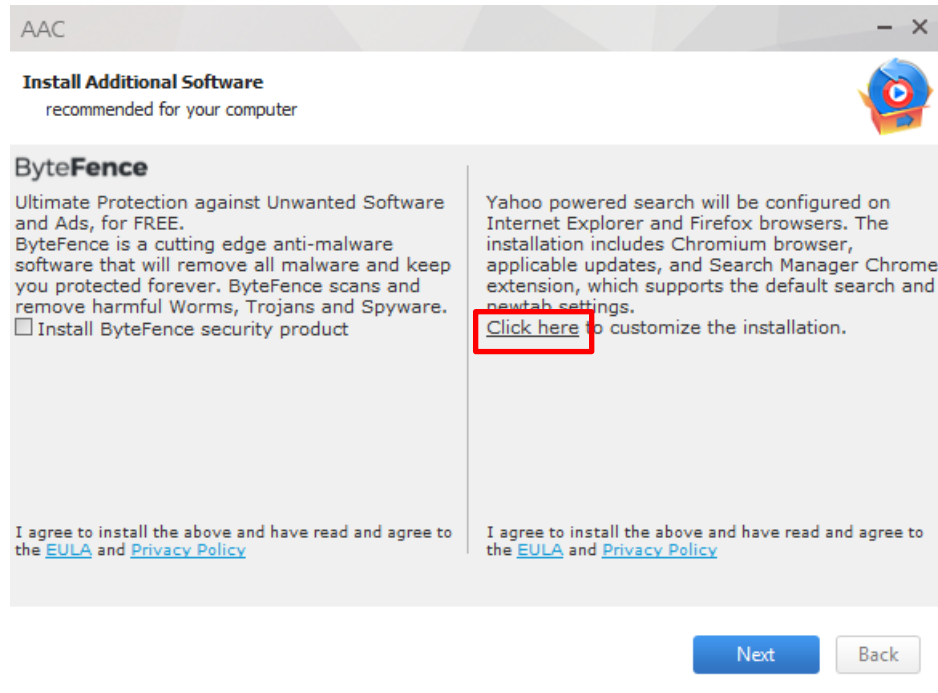 AAC
Install Additional Software
recommended for your computer
ByteFence
Ultimate Protection against Unwanted Software
and Ads, for FREE.
ByteFence is a cutting edge anti-malware
software that will remove all malware and keep
you protected forever. ByteFence scans and
remove harmful Worms, Trojans and Spyware.
Install ByteFence security product
I agree to install the above and have read and agree to
the EULA and Privacy Policy
Yahoo powered search will be configured on
Internet Explorer and Firefox browsers. The
installation includes Chromium browser,
applicable updates, and Search Manager Chrome
extension, which supports the default search and
newtab settings.
Click here to customize the installation.
I agree to install the above and have read and agree to
the EULA and Privacy Policy
Next
Back